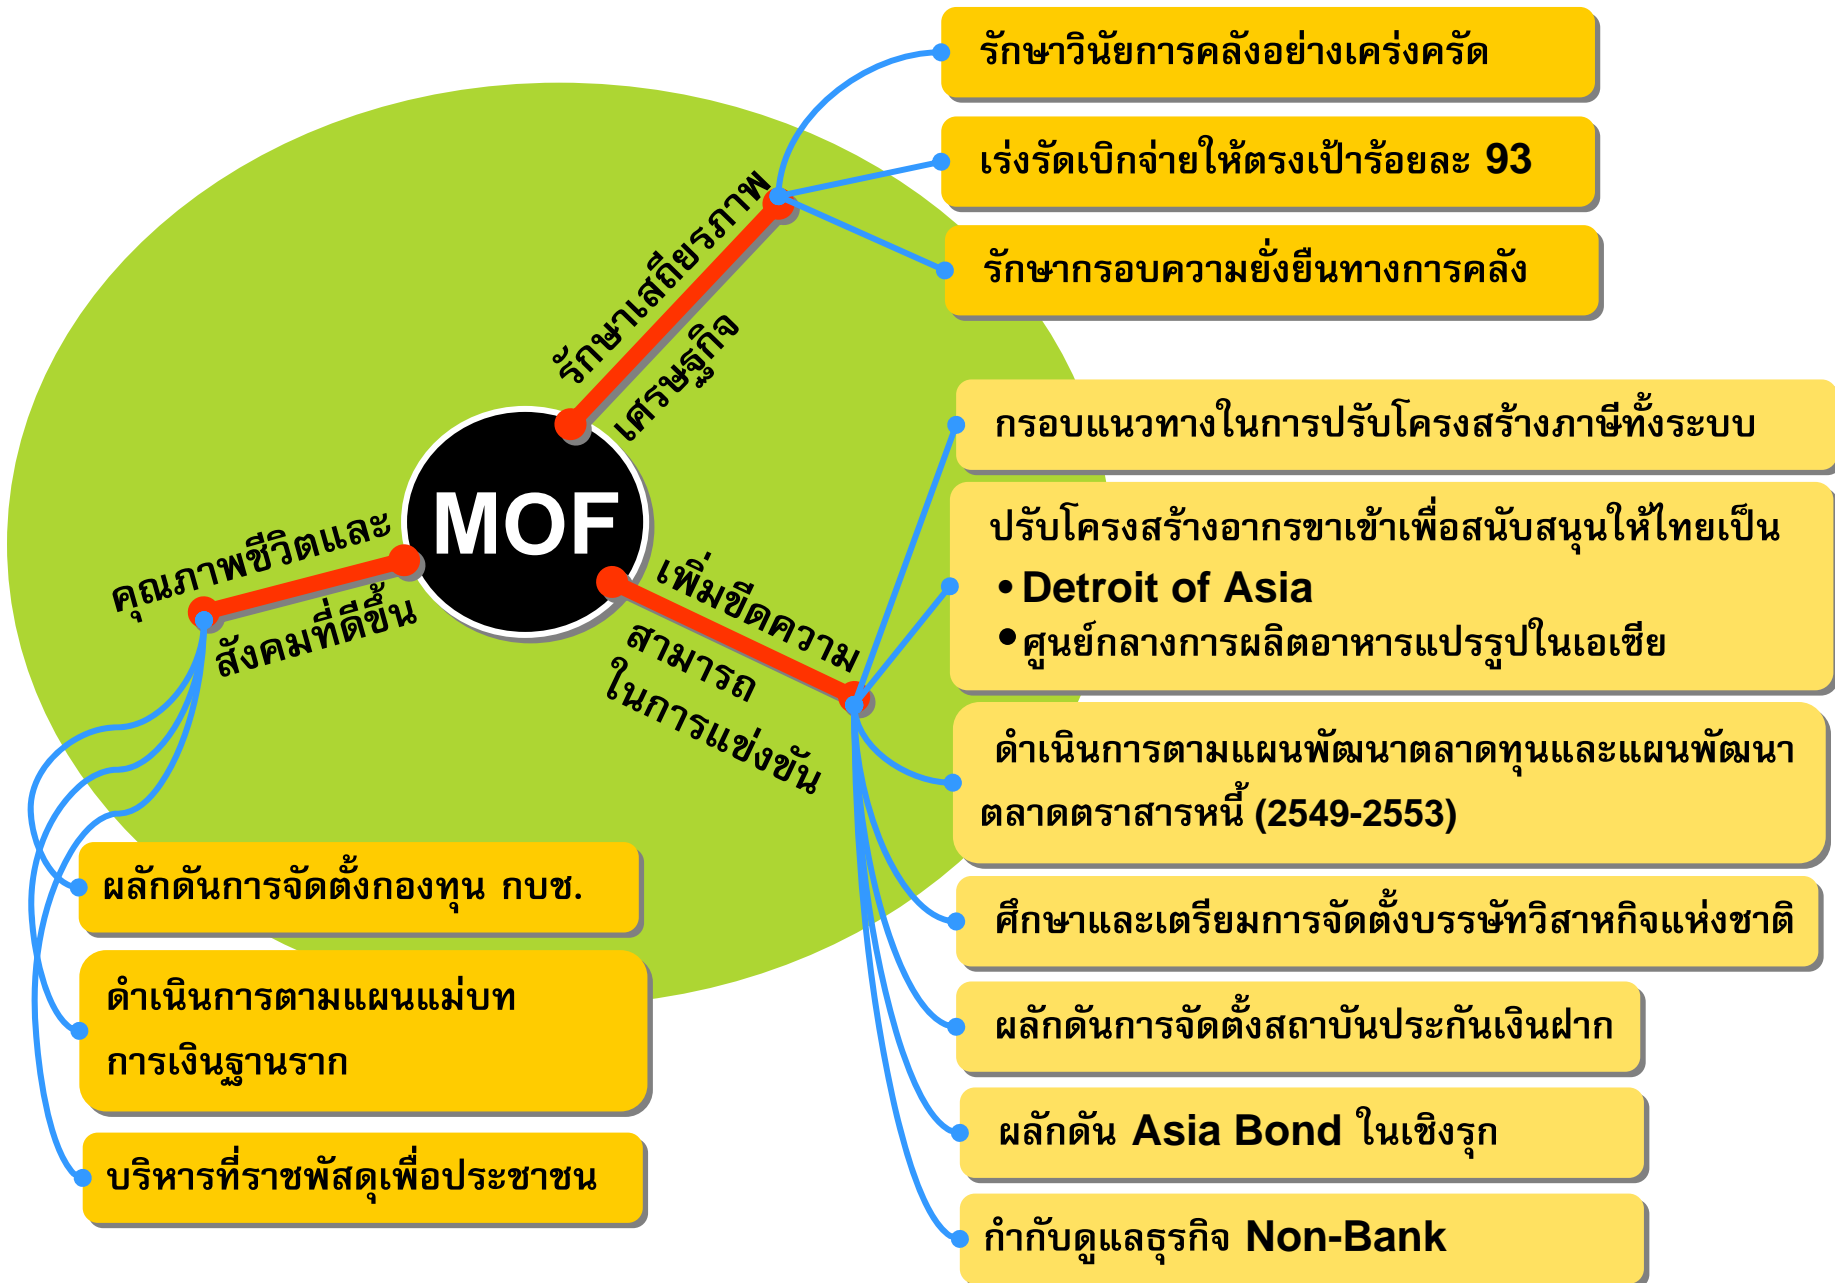 รักษาวินัยการคลังอย่างเคร่งครัด
เร่งรัดเบิกจ่ายให้ตรงเป้าร้อยละ 93
รักษากรอบความยั่งยืนทางการคลัง
รักษาเสถียรภาพ
เศรษฐกิจ
MOF
คุณภาพชีวิตและ
สังคมที่ดีขึ้น
เพิ่มขีดความ
สามารถ
ในการแข่งขัน
กรอบแนวทางในการปรับโครงสร้างภาษีทั้งระบบ
ปรับโครงสร้างอากรขาเข้าเพื่อสนับสนุนให้ไทยเป็น
• Detroit of Asia
• ศูนย์กลางการผลิตอาหารแปรรูปในเอเซีย
ดำเนินการตามแผนพัฒนาตลาดทุนและแผนพัฒนา
ตลาดตราสารหนี้ (2549-2553)
ศึกษาและเตรียมการจัดตั้งบรรษัทวิสาหกิจแห่งชาติ
ผลักดันการจัดตั้งสถาบันประกันเงินฝาก
ผลักดัน Asia Bond ในเชิงรุก
กำกับดูแลธุรกิจ Non-Bank
ผลักดันการจัดตั้งกองทุน กบช.
ดำเนินการตามแผนแม่บท
การเงินฐานราก
บริหารที่ราชพัสดุเพื่อประชาชน